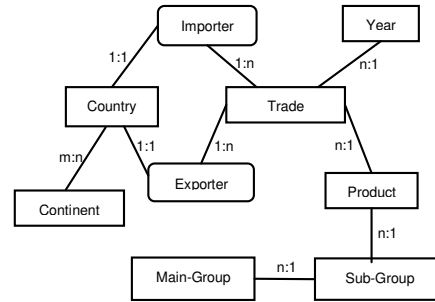 Importer
Year
1:1
1:n
n:1
Country
Trade
m:n
1:1
1:n
n:1
Exporter
Product
Continent
n:1
Main-Group
n:1
Sub-Group